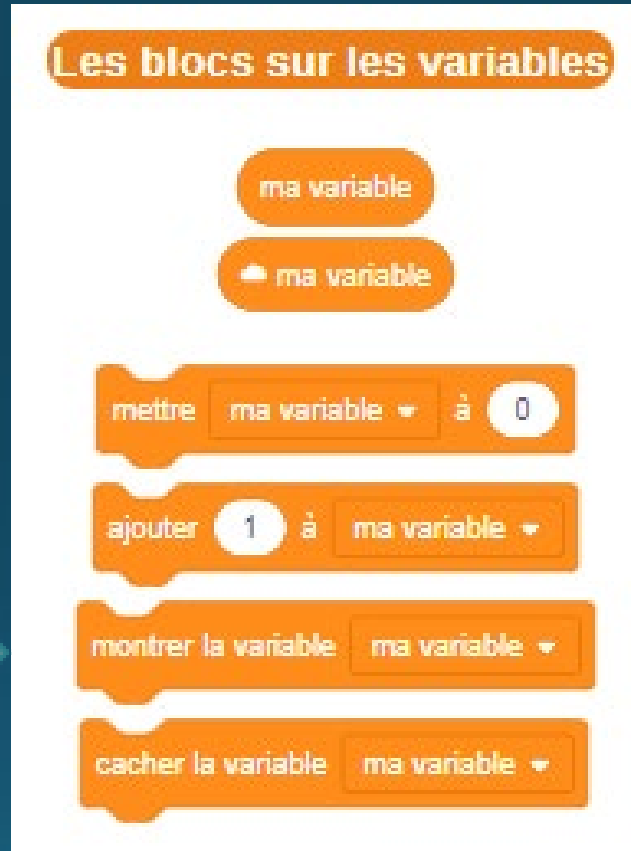 Les blocs sur les variables
ma variable
ma variable
mettre ma variable à 0
ajouter 1 à ma variable
montrer la variable ma variable
cacher la variable ma variable